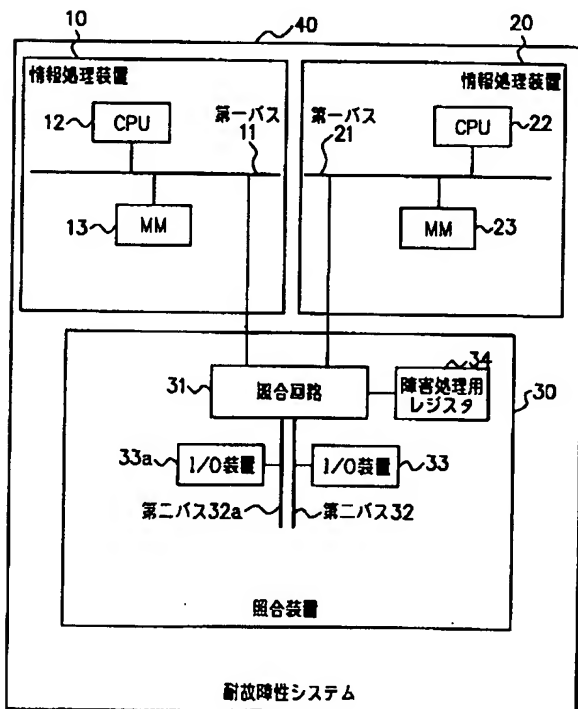 40
10
20
情報処理装置
情報処理装置
12
CPU
第一バス
11
第一バス
21
CPU
22
13
MM
MM
23
31
照合回路
34
障害処理用
レジスタ
30
33a
I/O装置
I/O装置
33
第二バス32a
第二バス32
照合装置
耐故障性システム